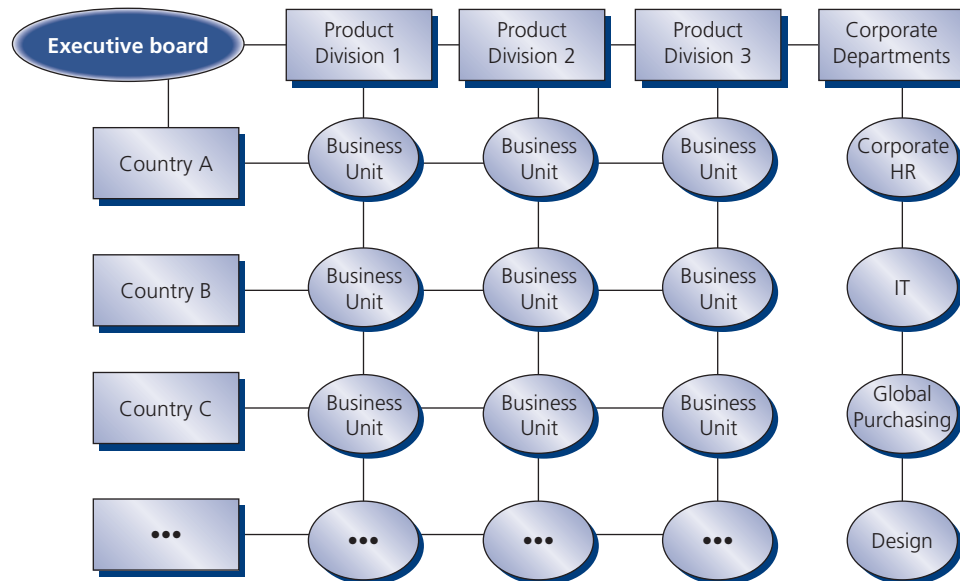 Executive board
Product
Division 1
Product
Division 2
Product
Division 3
Corporate
Departments
Country A
Business
Unit
Business
Unit
Business
Unit
Corporate
HR
Country B
Business
Unit
Business
Unit
Business
Unit
IT
Country C
Business
Unit
Business
Unit
Business
Unit
Global
Purchasing
•••
•••
•••
•••
Design